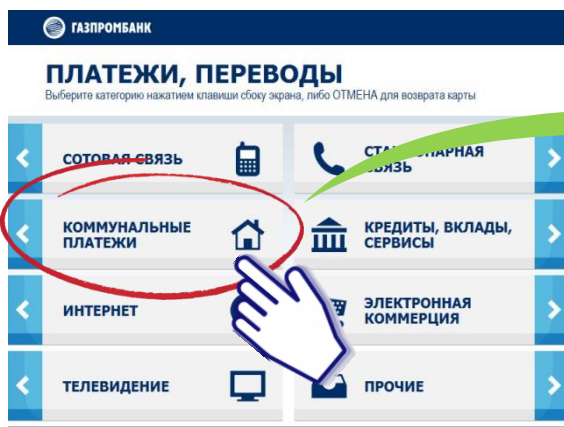 ГАЗПРОМБАНК
ПЛАТЕЖИ, ПЕРЕВОДЫ
Выберите категорию нажатием клавиши сбоку экрана, либо ОТМЕНА для возврата карты
СОТОВАЯ СВЯЗЬ
СТАЦИОНАРНАЯ
СВЯЗЬ
КОММУНАЛЬНЫЕ
ПЛАТЕЖИ
КРЕДИТЫ, ВКЛАДЫ,
СЕРВИСЫ
ИНТЕРНЕТ
ЭЛЕКТРОННАЯ
КОММЕРЦИЯ
ТЕЛЕВИДЕНИЕ
ПРОЧИЕ